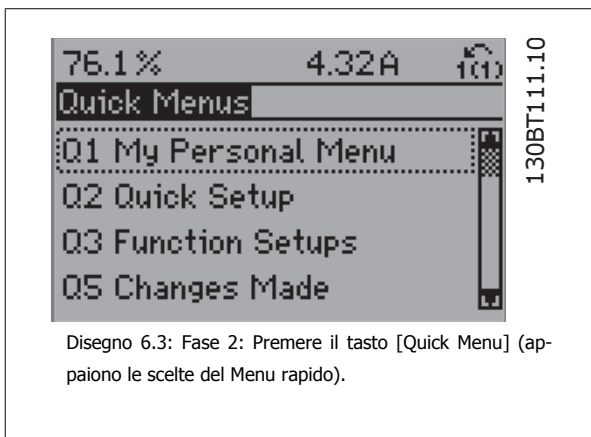 76.1% 4.32A 1(1)
Quick Menus
Q1 My Personal Menu
Q2 Quick Setup
Q3 Function Setups
Q5 Changes Made
130BT111.10
Disegno 6.3: Fase 2: Premere il tasto [Quick Menu] (ap-
paiono le scelte del Menu rapido).